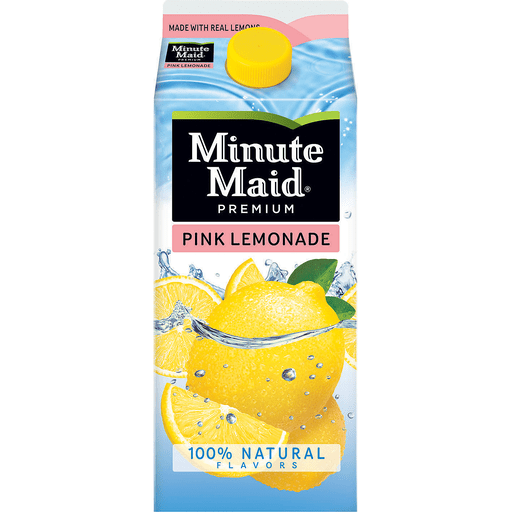 MADE WITH REAL LEMONS
Minute
Maid
PREMIUM
PINK LEMONADE
Minute
Maid®
PREMIUM
PINK LEMONADE
100% NATURAL
FLAVORS